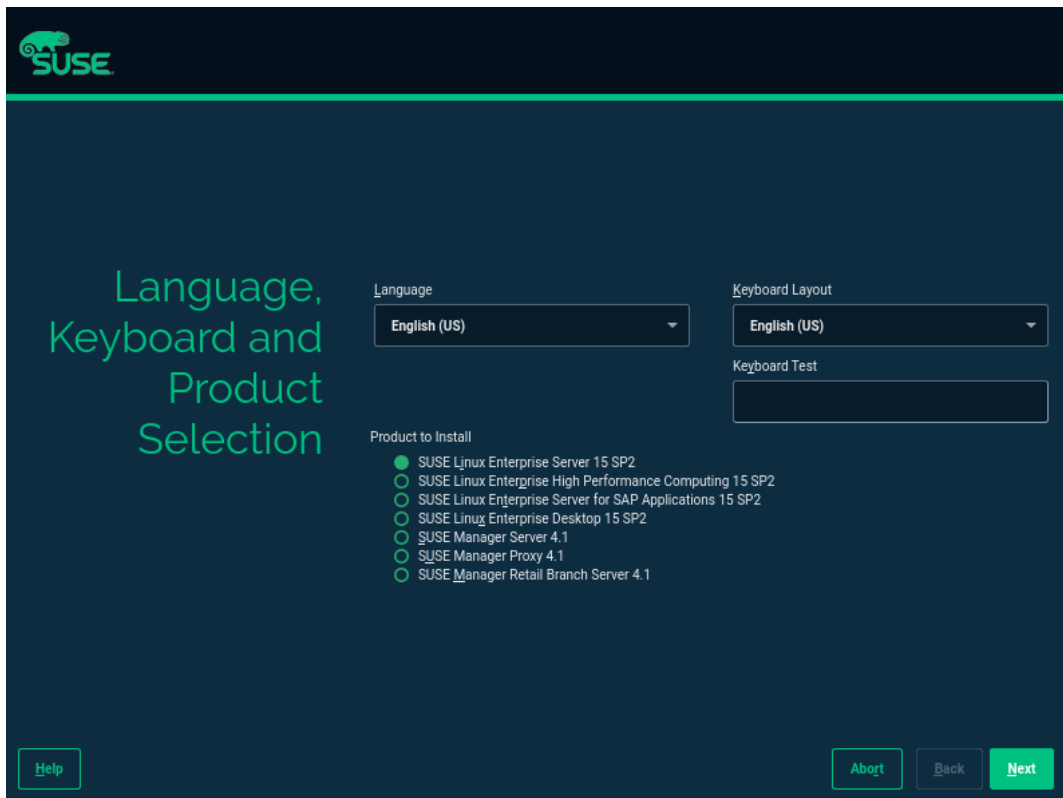 SUSE
Language,
Keyboard and
Product
Selection
Language
English (US)
Keyboard Layout
English (US)
Keyboard Test
Product to Install
SUSE Linux Enterprise Server 15 SP2
SUSE Linux Enterprise High Performance Computing 15 SP2
SUSE Linux Enterprise Server for SAP Applications 15 SP2
SUSE Linux Enterprise Desktop 15 SP2
SUSE Manager Server 4.1
SUSE Manager Proxy 4.1
SUSE Manager Retail Branch Server 4.1
Help
Abort
Back
Next